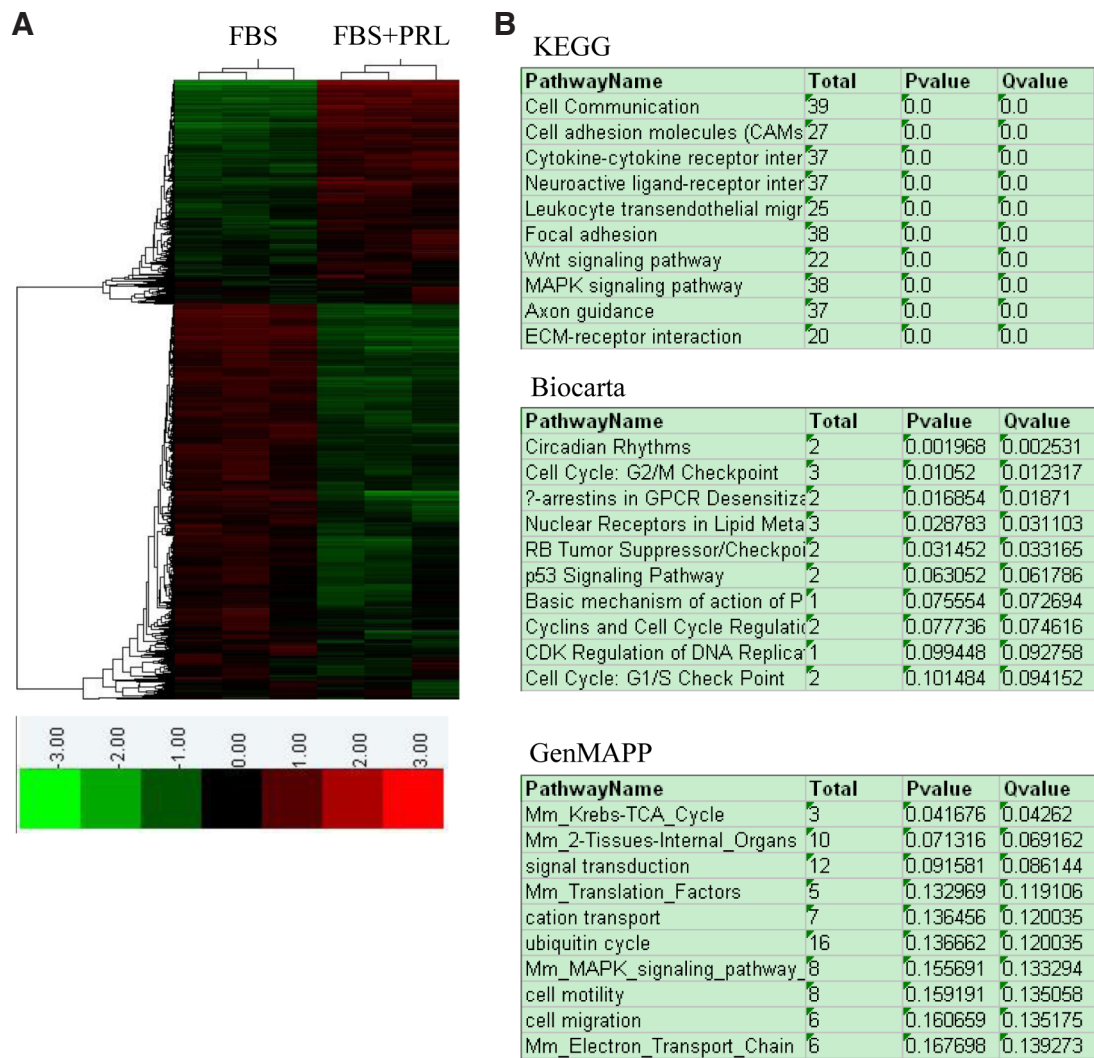 A
FBS
FBS+PRL
-3.00
-2.00
-1.00
0.00
1.00
2.00
3.00
B
KEGG
PathwayName Total Pvalue Qvalue
Cell Communication 39 0.0 0.0
Cell adhesion molecules (CAMs 27 0.0 0.0
Cytokine-cytokine receptor inter 37 0.0 0.0
Neuroactive ligand-receptor inter 37 0.0 0.0
Leukocyte transendothelial migr 25 0.0 0.0
Focal adhesion 38 0.0 0.0
Wnt signaling pathway 22 0.0 0.0
MAPK signaling pathway 38 0.0 0.0
Axon guidance 37 0.0 0.0
ECM-receptor interaction 20 0.0 0.0
Biocarta
PathwayName Total Pvalue Qvalue
Circadian Rhythms 2 0.001968 0.002531
Cell Cycle: G2/M Checkpoint 3 0.01052 0.012317
?-arrestins in GPCR Desensitiza 2 0.016854 0.01871
Nuclear Receptors in Lipid Meta 3 0.028783 0.031103
RB Tumor Suppressor/Checkpoi 2 0.031452 0.033165
p53 Signaling Pathway 2 0.063052 0.061786
Basic mechanism of action of P 1 0.075554 0.072694
Cyclins and Cell Cycle Regulatio 2 0.077736 0.074616
CDK Regulation of DNA Replica 1 0.099448 0.092758
Cell Cycle: G1/S Check Point 2 0.101484 0.094152
GenMAPP
PathwayName Total Pvalue Qvalue
Mm_Krebs-TCA_Cycle 3 0.041676 0.04262
Mm_2-Tissues-Internal_Organs 10 0.071316 0.069162
signal transduction 12 0.091581 0.086144
Mm_Translation_Factors 5 0.132969 0.119106
cation transport 7 0.136456 0.120035
ubiquitin cycle 16 0.136662 0.120035
Mm_MAPK_signaling_pathway_ 8 0.155691 0.133294
cell motility 8 0.159191 0.135058
cell migration 6 0.160659 0.135175
Mm_Electron_Transport_Chain 6 0.167698 0.139273